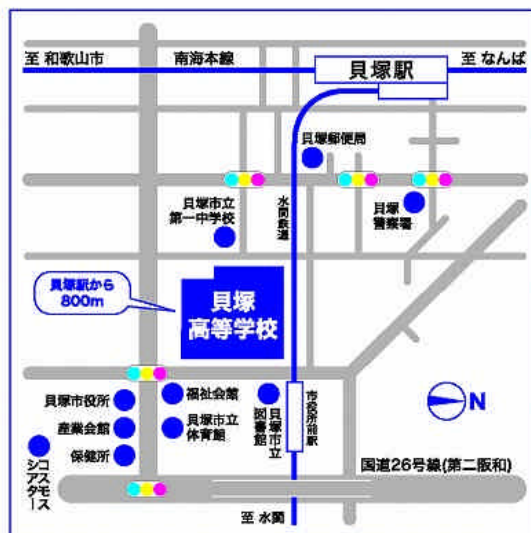 至 和歌山市
南海本線
貝塚駅
至 なんば
貝塚郵便局
貝塚市立
第一中学校
水間鉄道
貝塚
警察署
貝塚駅から
800m
貝塚
高等学校
貝塚市役所
福祉会館
貝塚市立
図書館
市役所前駅
N
産業会館
貝塚市立
体育館
保健所
コスモス
シアター
国道26号線(第二阪和)
至 水間